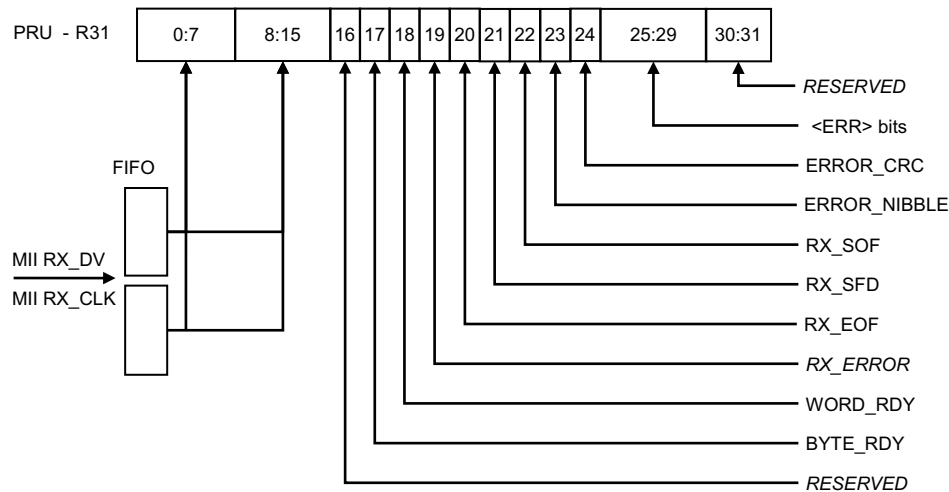 PRU - R31 0:7 8:15 16 17 18 19 20 21 22 23 24 25:29 30:31
RESERVED
<ERR> bits
ERROR_CRC
FIFO
ERROR_NIBBLE
RX_SOF
MII RX_DV
RX_SFD
MII RX_CLK
RX_EOF
RX_ERROR
WORD_RDY
BYTE_RDY
RESERVED